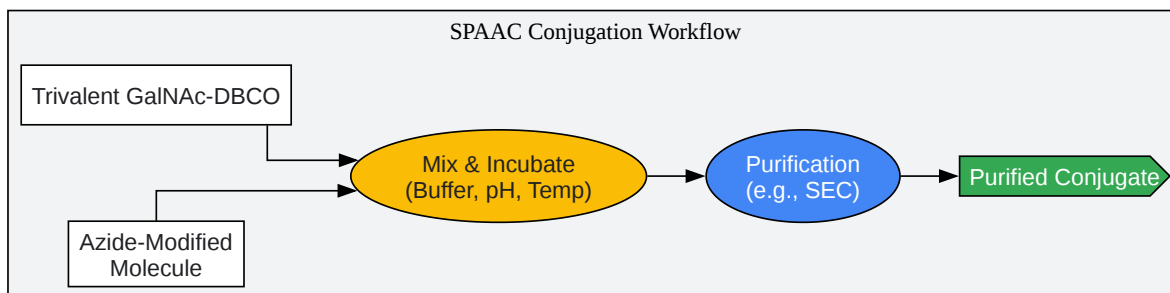 SPAAC Conjugation Workflow
Trivalent GalNAc-DBCO
Azide-Modified
Molecule
Mix & Incubate
(Buffer, pH, Temp)
Purification
(e.g., SEC)
Purified Conjugate